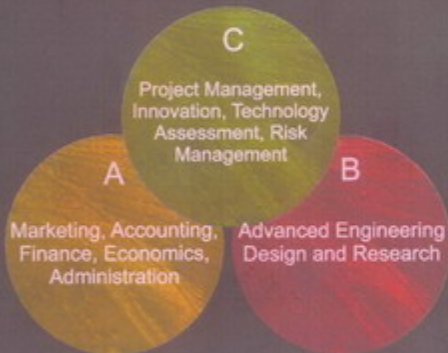 C
Project Management,
Innovation, Technology
Assessment, Risk
Management
A
Marketing, Accounting,
Finance, Economics,
Administration
B
Advanced Engineering
Design and Research